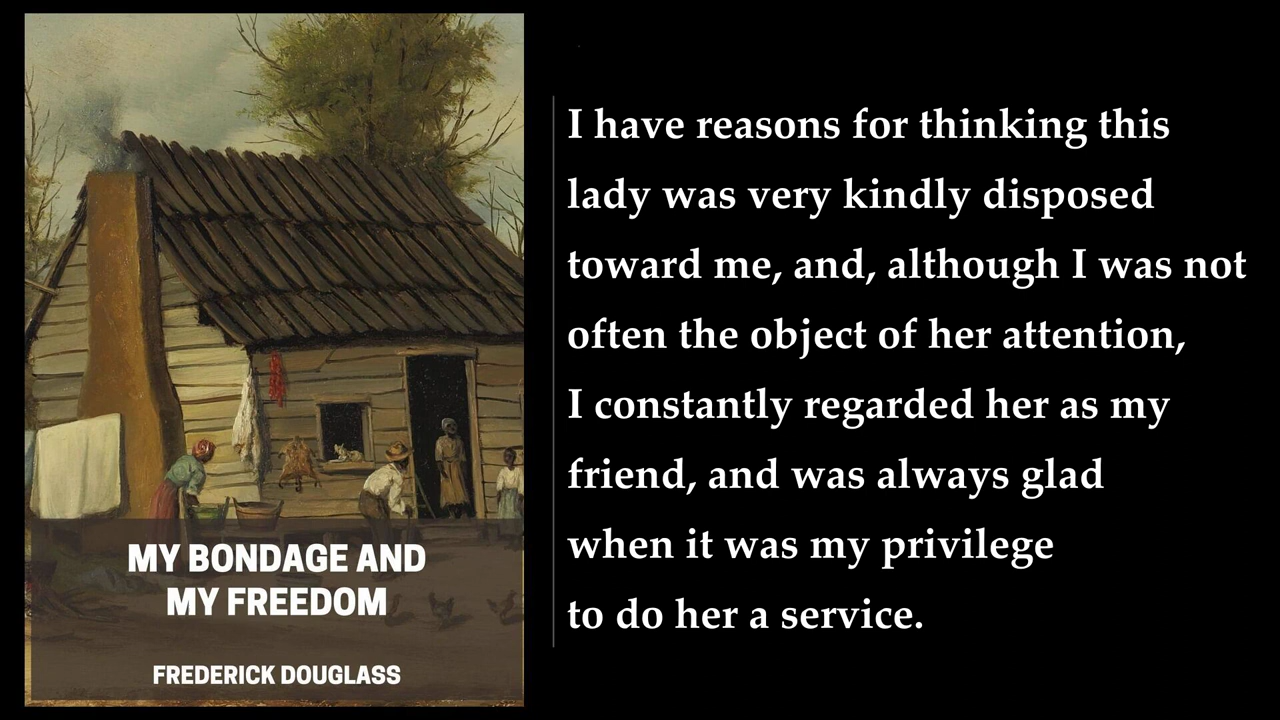 MY BONDAGE AND
MY FREEDOM
FREDERICK DOUGLASS
I have reasons for thinking this
lady was very kindly disposed
toward me, and, although I was not
often the object of her attention,
I constantly regarded her as my
friend, and was always glad
when it was my privilege
to do her a service.